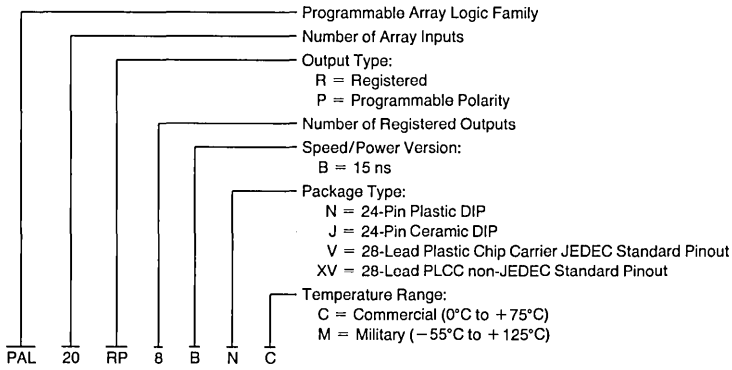 Programmable Array Logic Family
Number of Array Inputs
Output Type:
R = Registered
P = Programmable Polarity
Number of Registered Outputs
Speed/Power Version:
B = 15 ns
Package Type:
N = 24-Pin Plastic DIP
J = 24-Pin Ceramic DIP
V = 28-Lead Plastic Chip Carrier JEDEC Standard Pinout
XV = 28-Lead PLCC non-JEDEC Standard Pinout
Temperature Range:
C = Commercial (0°C to +75°C)
M = Military (−55°C to +125°C)
PAL 20 RP 8 B N C